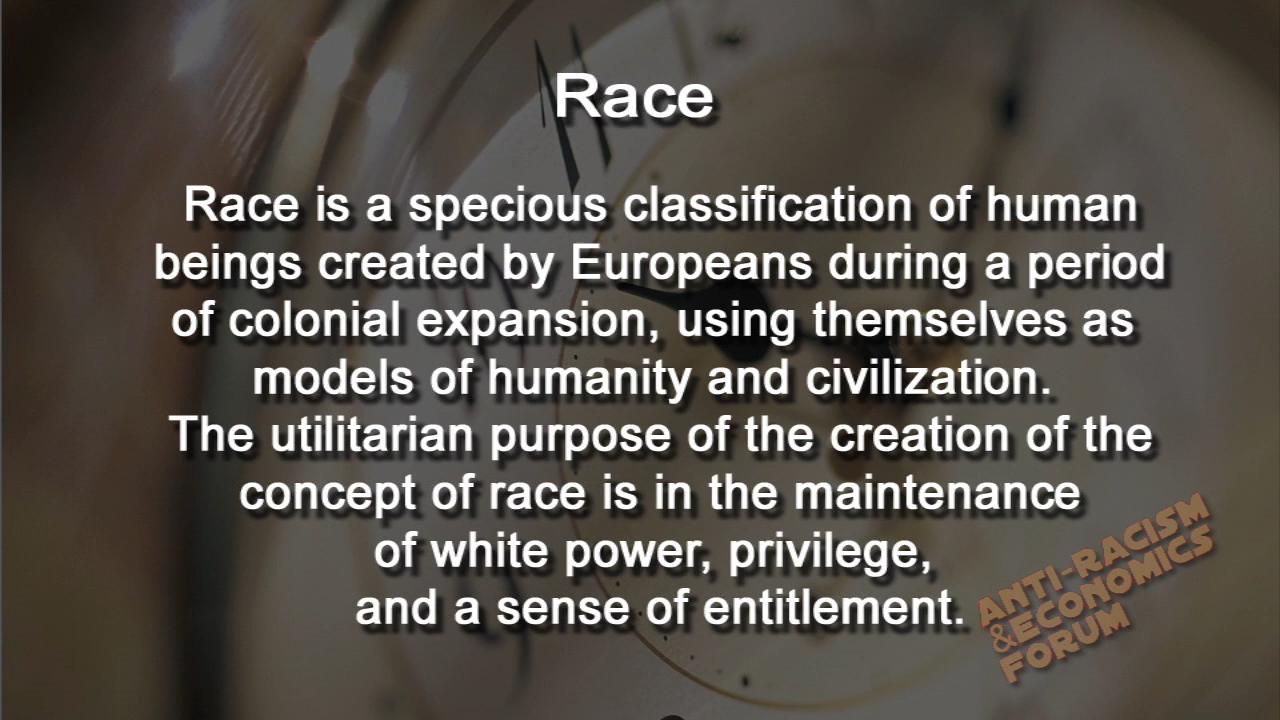 Race
Race is a specious classification of human
beings created by Europeans during a period
of colonial expansion, using themselves as
models of humanity and civilization.
The utilitarian purpose of the creation of the
concept of race is in the maintenance
of white power, privilege,
and a sense of entitlement.
ANTI-RACISM
&ECONOMICS
FORUM